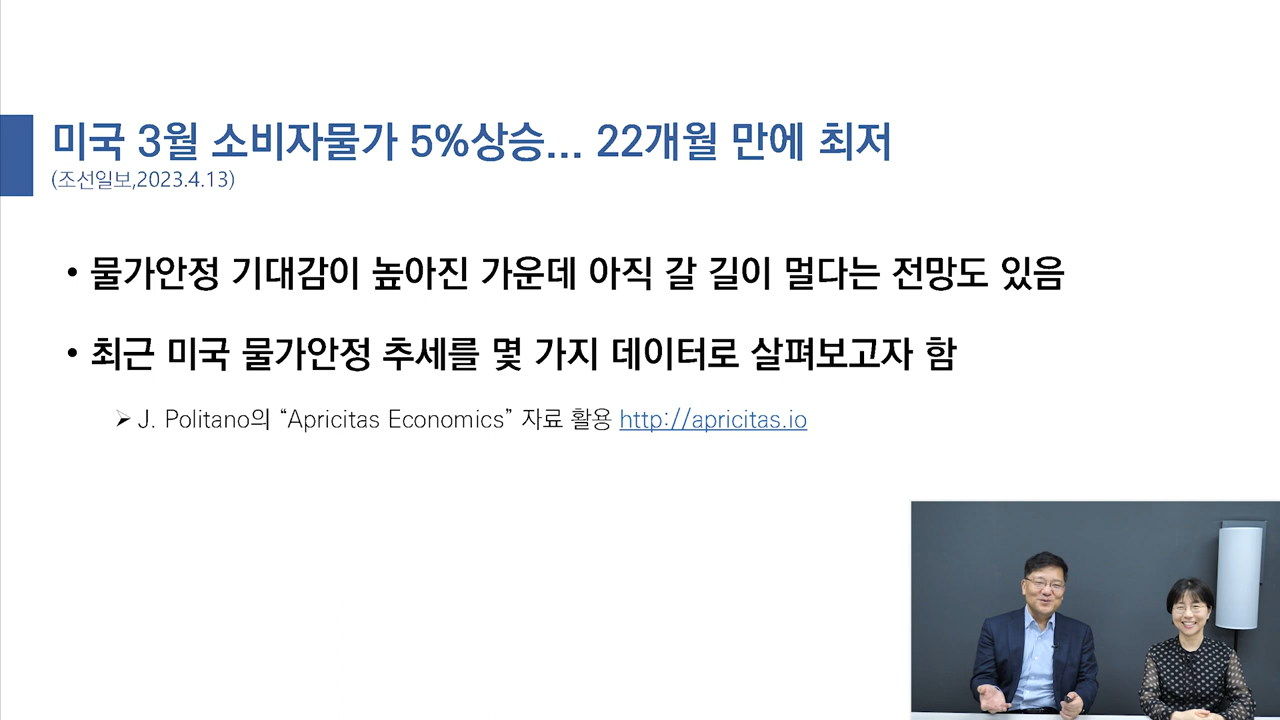 미국 3월 소비자물가 5%상승... 22개월 만에 최저
(조선일보,2023.4.13)
• 물가안정 기대감이 높아진 가운데 아직 갈 길이 멀다는 전망도 있음
• 최근 미국 물가안정 추세를 몇 가지 데이터로 살펴보고자 함
➢ J. Politano의 “Apricitas Economics” 자료 활용 http://apricitas.io